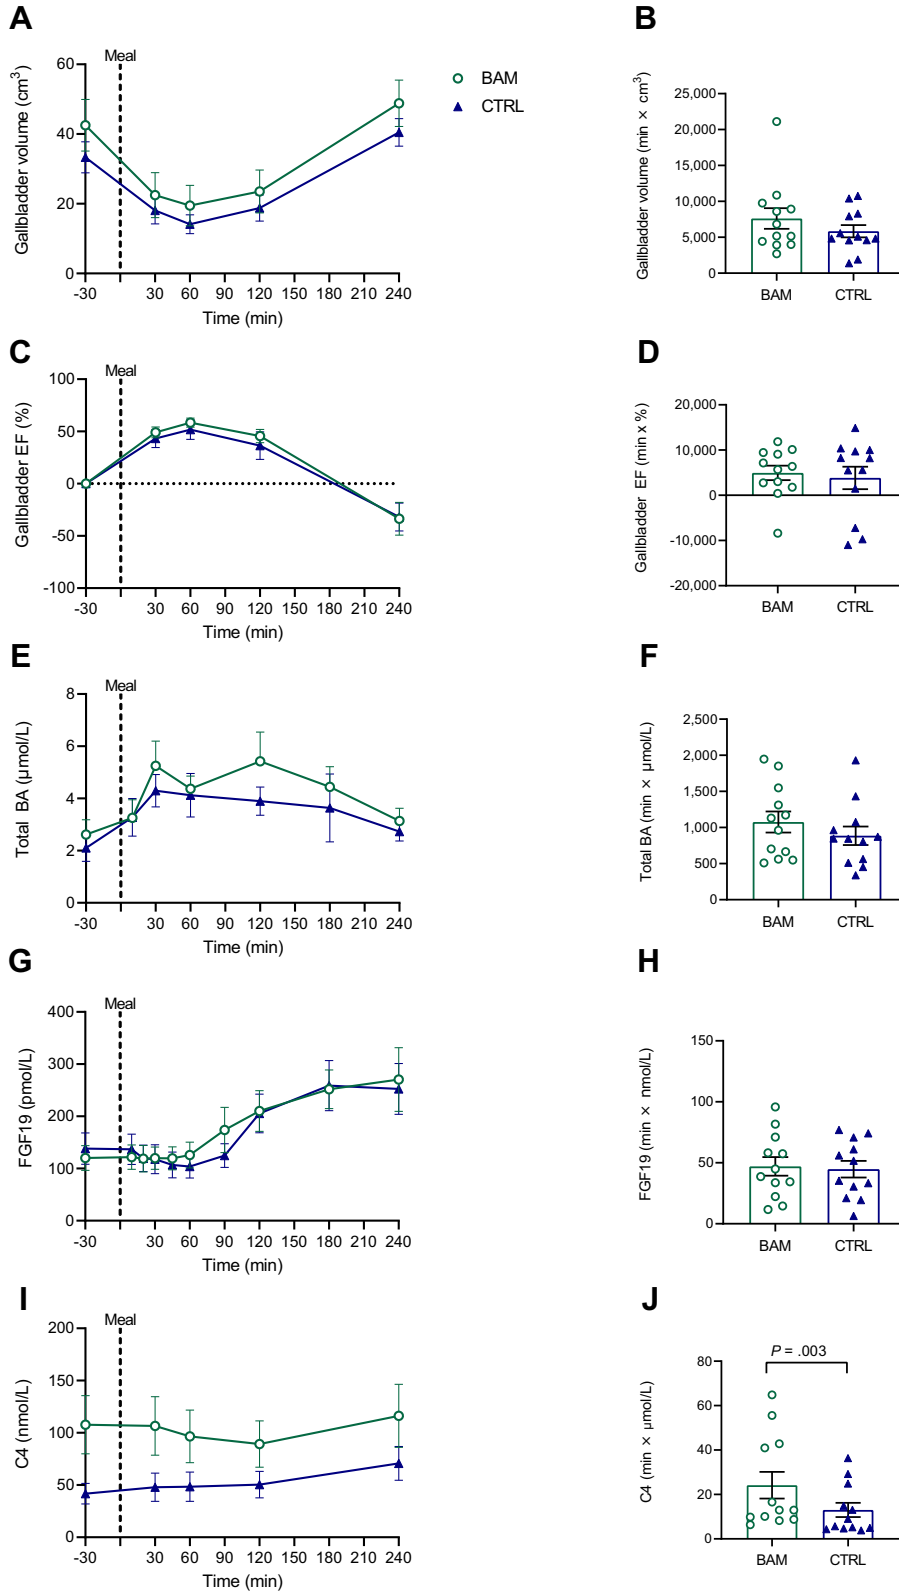 A
Meal
Gallbladder volume (cm³)
60
40
20
0
-30 30 60 90 120 150 180 210 240
Time (min)
BAM
CTRL
B
Gallbladder volume (min × cm³)
25,000
20,000
15,000
10,000
5,000
0
BAM CTRL
C
Meal
Gallbladder EF (%)
100
50
0
-50
-100
-30 30 60 90 120 150 180 210 240
Time (min)
D
Gallbladder EF (min x %)
20,000
10,000
0
-10,000
-20,000
BAM CTRL
E
Meal
Total BA (µmol/L)
8
6
4
2
0
-30 30 60 90 120 150 180 210 240
Time (min)
F
Total BA (min × µmol/L)
2,500
2,000
1,500
1,000
500
0
BAM CTRL
G
Meal
FGF19 (pmol/L)
400
300
200
100
0
-30 30 60 90 120 150 180 210 240
Time (min)
H
FGF19 (min × nmol/L)
150
100
50
0
BAM CTRL
I
Meal
C4 (nmol/L)
200
150
100
50
0
-30 30 60 90 120 150 180 210 240
Time (min)
J
P = .003
C4 (min × µmol/L)
80
60
40
20
0
BAM CTRL